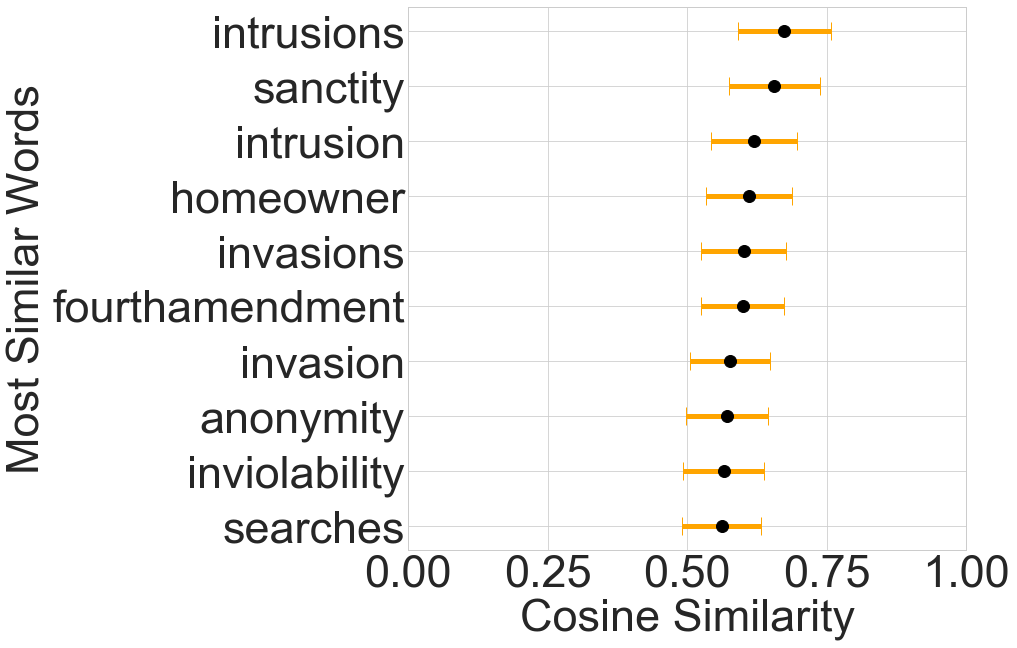 Most Similar Words
intrusions
sanctity
intrusion
homeowner
invasions
fourthamendment
invasion
anonymity
inviolability
searches
0.00 0.25 0.50 0.75 1.00
Cosine Similarity